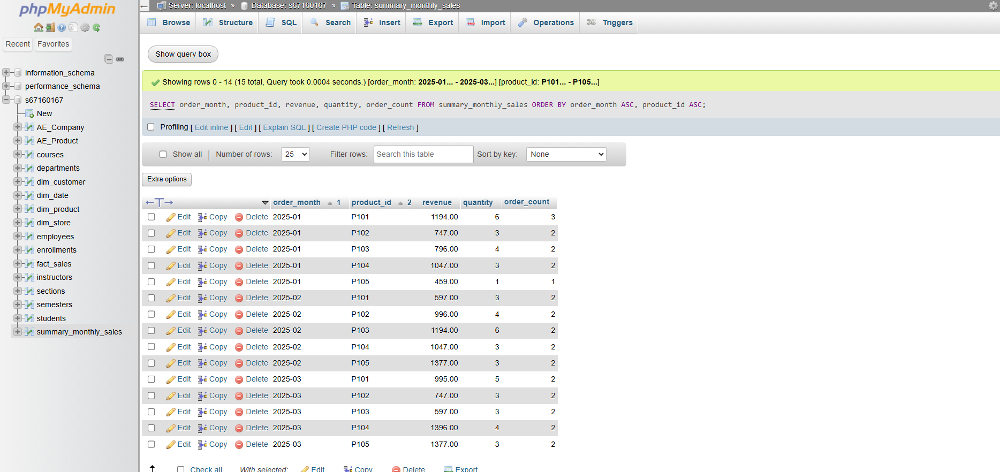 phpMyAdmin
Recent Favorites
information_schema
performance_schema
s67160167
New
AE_Company
AE_Product
courses
departments
dim_customer
dim_date
dim_product
dim_store
employees
enrollments
fact_sales
instructors
sections
semesters
students
summary_monthly_sales
← Server: localhost » Database: s67160167 » Table: summary_monthly_sales
Browse Structure SQL Search Insert Export Import Operations Triggers
Show query box
Showing rows 0 - 14 (15 total, Query took 0.0004 seconds.) [order_month: 2025-01... - 2025-03...] [product_id: P101... - P105...]
SELECT order_month, product_id, revenue, quantity, order_count FROM summary_monthly_sales ORDER BY order_month ASC, product_id ASC;
Profiling [ Edit inline ] [ Edit ] [ Explain SQL ] [ Create PHP code ] [ Refresh ]
Show all | Number of rows: 25 Filter rows: Search this table Sort by key: None
Extra options
←T→ order_month 1 product_id 2 revenue quantity order_count
Edit Copy Delete 2025-01 P101 1194.00 6 3
Edit Copy Delete 2025-01 P102 747.00 3 2
Edit Copy Delete 2025-01 P103 796.00 4 2
Edit Copy Delete 2025-01 P104 1047.00 3 2
Edit Copy Delete 2025-01 P105 459.00 1 1
Edit Copy Delete 2025-02 P101 597.00 3 2
Edit Copy Delete 2025-02 P102 996.00 4 2
Edit Copy Delete 2025-02 P103 1194.00 6 2
Edit Copy Delete 2025-02 P104 1047.00 3 2
Edit Copy Delete 2025-02 P105 1377.00 3 2
Edit Copy Delete 2025-03 P101 995.00 5 2
Edit Copy Delete 2025-03 P102 747.00 3 2
Edit Copy Delete 2025-03 P103 597.00 3 2
Edit Copy Delete 2025-03 P104 1396.00 4 2
Edit Copy Delete 2025-03 P105 1377.00 3 2
Check all With selected: Edit Copy Delete Export